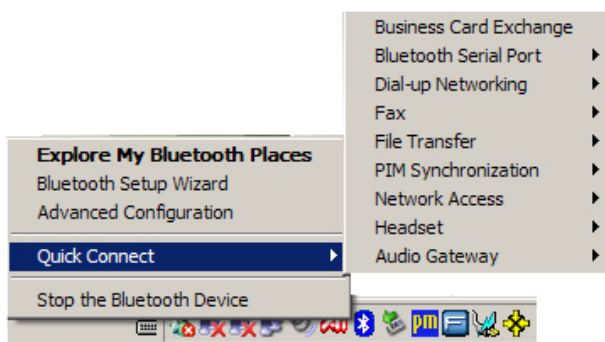 Business Card Exchange
Bluetooth Serial Port
Dial-up Networking
Fax
File Transfer
PIM Synchronization
Network Access
Headset
Audio Gateway
Explore My Bluetooth Places
Bluetooth Setup Wizard
Advanced Configuration
Quick Connect
Stop the Bluetooth Device
pm